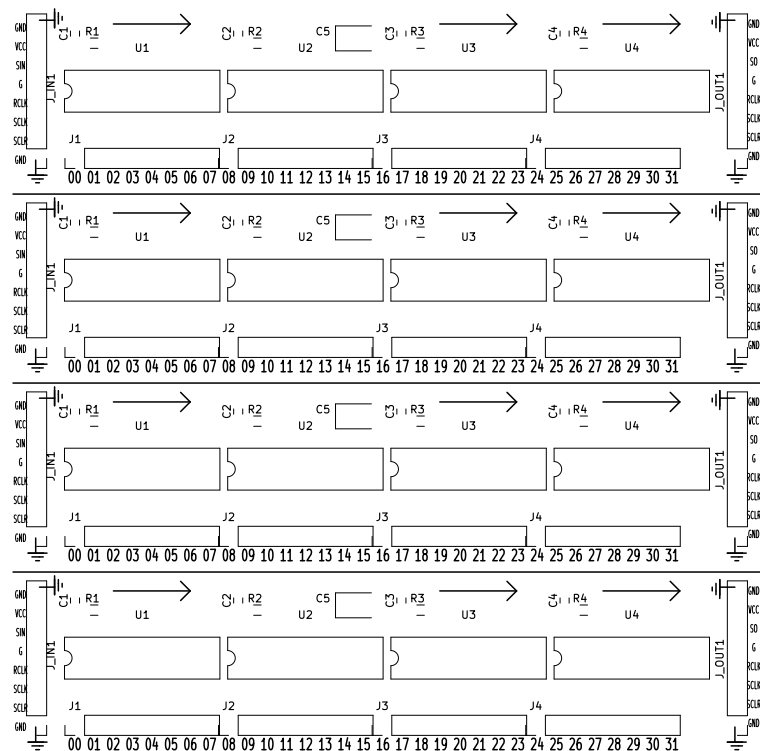 GND C1 R1 C2 R2 C5 C3 R3 C4 R4 GND
VCC U1 U2 U3 U4 VCC
SIN SO
G J_IN1 J_OUT1 G
RCLK RCLK
SCLK SCLK
SCLR J1 J2 J3 J4 SCLR
GND GND
00 01 02 03 04 05 06 07 08 09 10 11 12 13 14 15 16 17 18 19 20 21 22 23 24 25 26 27 28 29 30 31
GND C1 R1 C2 R2 C5 C3 R3 C4 R4 GND
VCC U1 U2 U3 U4 VCC
SIN SO
G J_IN1 J_OUT1 G
RCLK RCLK
SCLK SCLK
SCLR J1 J2 J3 J4 SCLR
GND GND
00 01 02 03 04 05 06 07 08 09 10 11 12 13 14 15 16 17 18 19 20 21 22 23 24 25 26 27 28 29 30 31
GND C1 R1 C2 R2 C5 C3 R3 C4 R4 GND
VCC U1 U2 U3 U4 VCC
SIN SO
G J_IN1 J_OUT1 G
RCLK RCLK
SCLK SCLK
SCLR J1 J2 J3 J4 SCLR
GND GND
00 01 02 03 04 05 06 07 08 09 10 11 12 13 14 15 16 17 18 19 20 21 22 23 24 25 26 27 28 29 30 31
GND C1 R1 C2 R2 C5 C3 R3 C4 R4 GND
VCC U1 U2 U3 U4 VCC
SIN SO
G J_IN1 J_OUT1 G
RCLK RCLK
SCLK SCLK
SCLR J1 J2 J3 J4 SCLR
GND GND
00 01 02 03 04 05 06 07 08 09 10 11 12 13 14 15 16 17 18 19 20 21 22 23 24 25 26 27 28 29 30 31